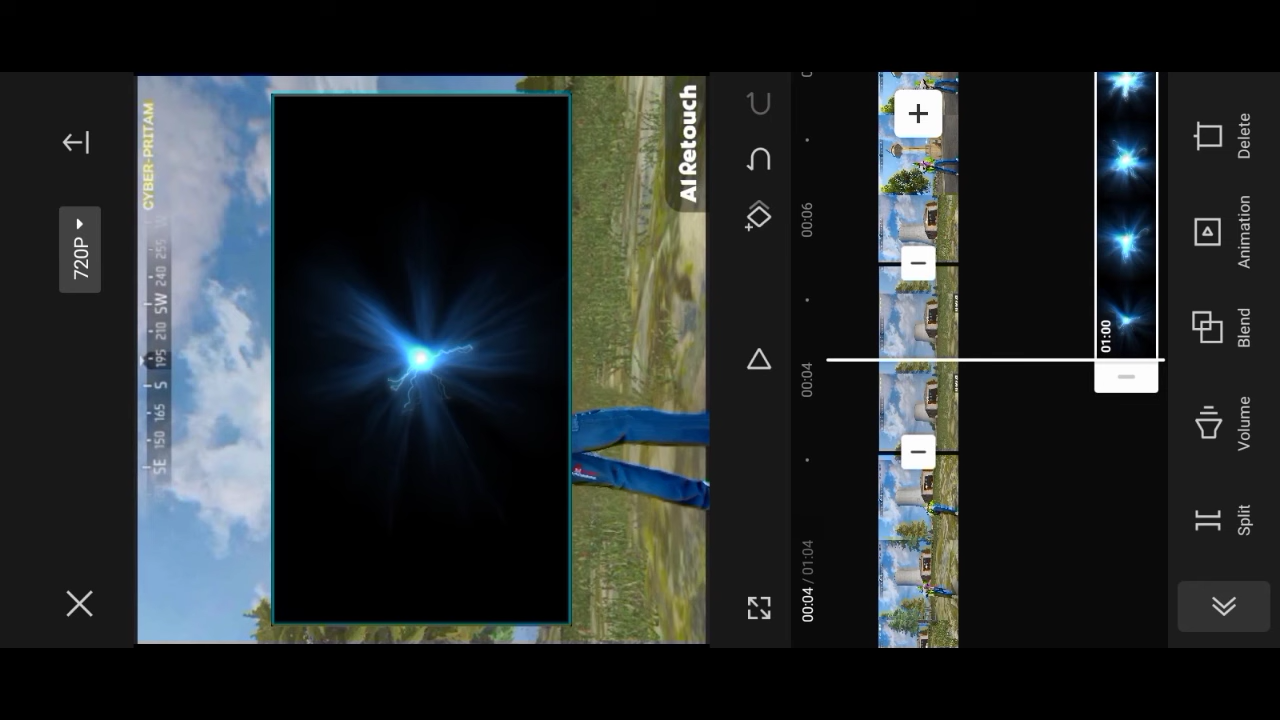 720P
CYBER-PRITAM
SE 150 165 S 195 210 SW 240 255
AI Retouch
00:04 / 01:04 00:04 00:06
01:00
Split Volume Blend Animation Delete